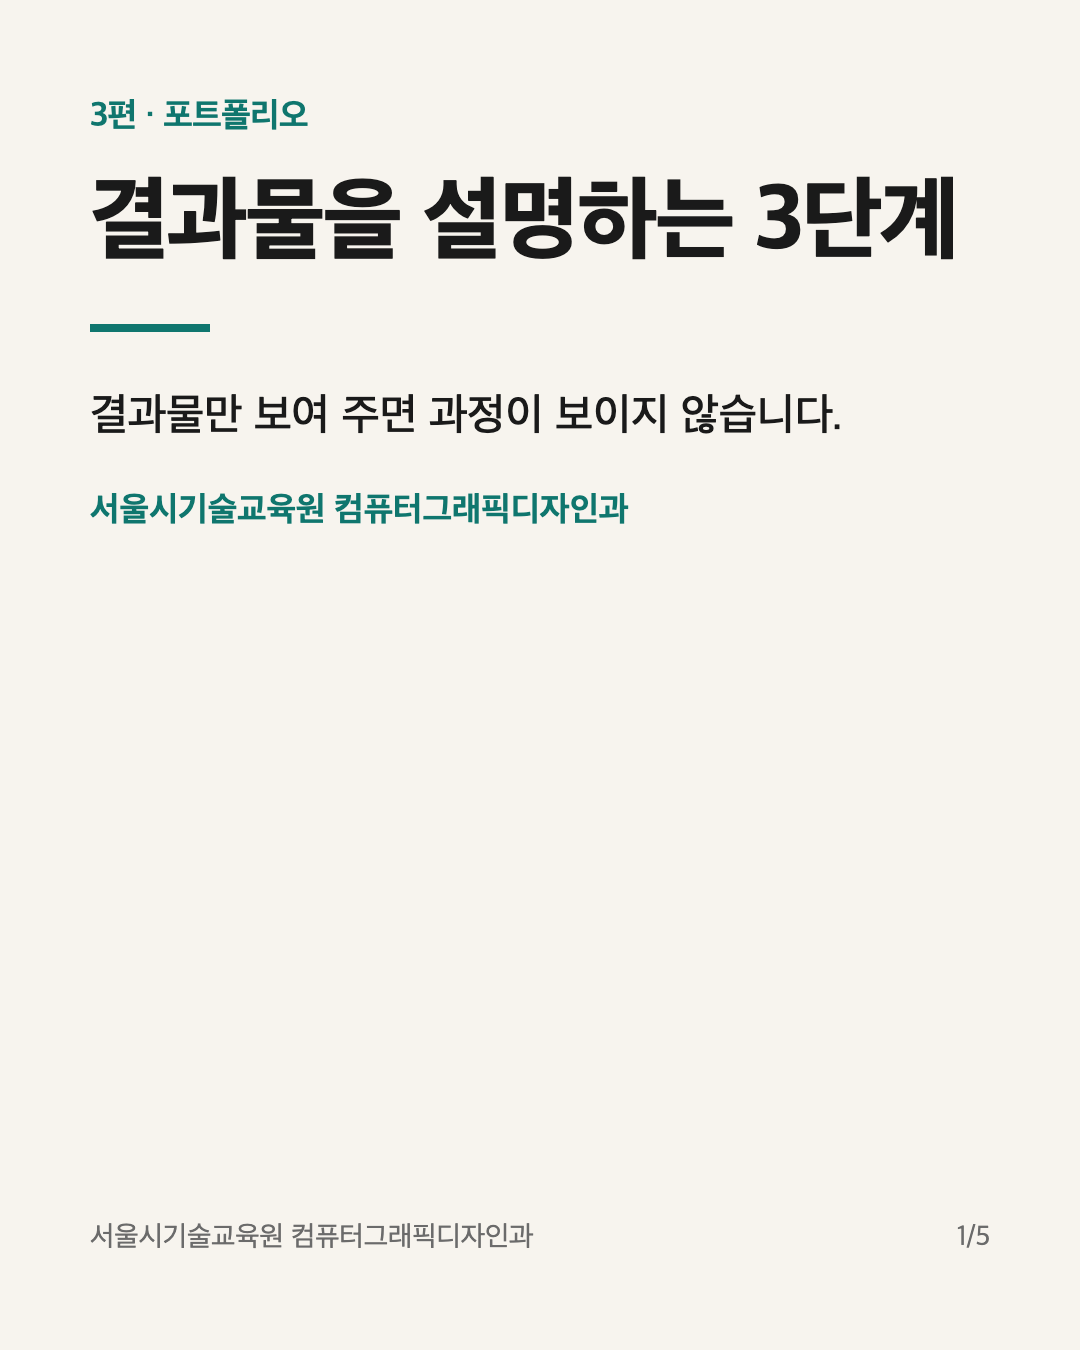 3편 · 포트폴리오
결과물을 설명하는 3단계
결과물만 보여 주면 과정이 보이지 않습니다.
서울시기술교육원 컴퓨터그래픽디자인과
서울시기술교육원 컴퓨터그래픽디자인과
1/5